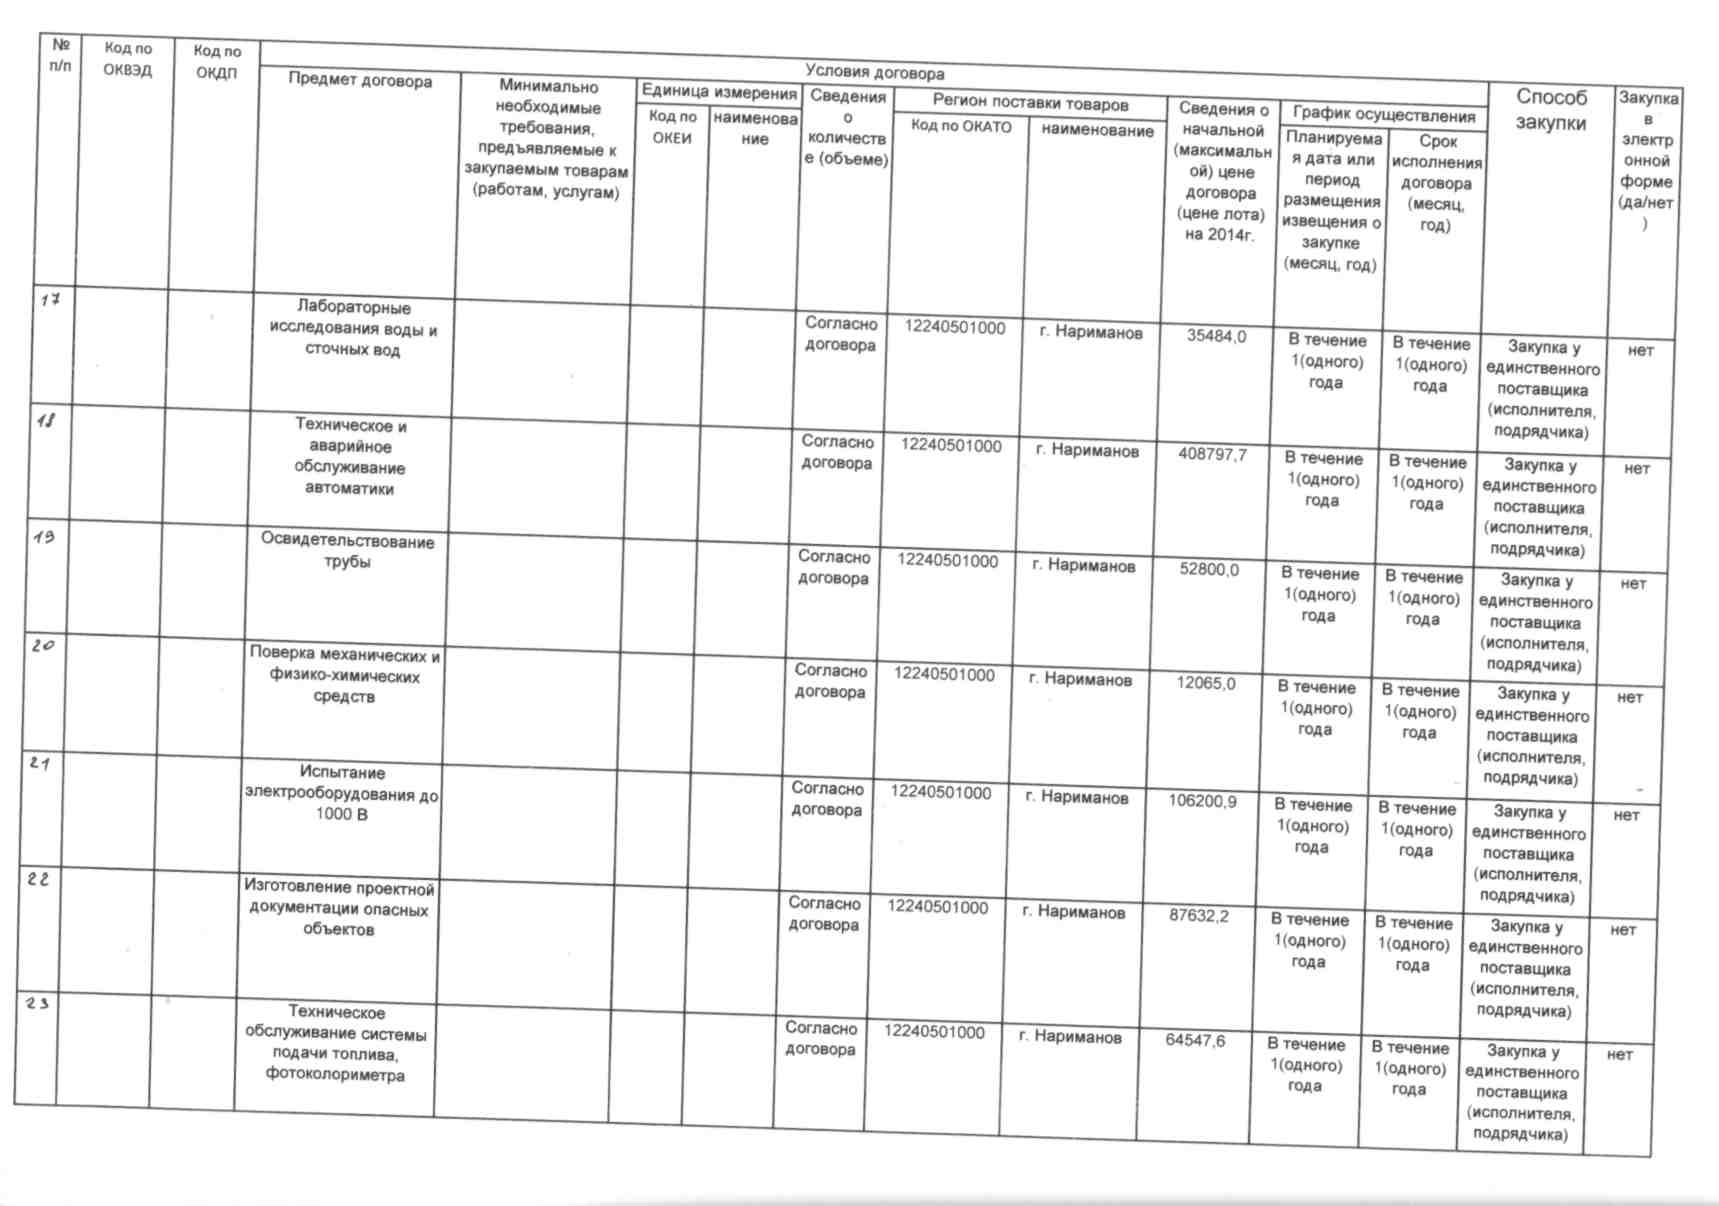 №
п/п
Код по
ОКВЭД
Код по
ОКДП
Условия договора
Предмет договора
Минимально
необходимые
требования,
предъявляемые к
закупаемым товарам
(работам, услугам)
Единица измерения
Код по
ОКЕИ
наименова
ние
Сведения
о
количеств
е (объеме)
Регион поставки товаров
Код по ОКАТО
наименование
Сведения о
начальной
(максимальн
ой) цене
договора
(цене лота)
на 2014г.
График осуществления
Планируема
я дата или
период
размещения
извещения о
закупке
(месяц, год)
Срок
исполнения
договора
(месяц,
год)
Способ
закупки
Закупка
в
электр
онной
форме
(да/нет
)
17
Лабораторные
исследования воды и
сточных вод
Согласно
договора
12240501000
г. Нариманов
35484,0
В течение
1(одного)
года
В течение
1(одного)
года
Закупка у
единственного
поставщика
(исполнителя,
подрядчика)
нет
18
Техническое и
аварийное
обслуживание
автоматики
Согласно
договора
12240501000
г. Нариманов
408797,7
В течение
1(одного)
года
В течение
1(одного)
года
Закупка у
единственного
поставщика
(исполнителя,
подрядчика)
нет
19
Освидетельствование
трубы
Согласно
договора
12240501000
г. Нариманов
52800,0
В течение
1(одного)
года
В течение
1(одного)
года
Закупка у
единственного
поставщика
(исполнителя,
подрядчика)
нет
20
Поверка механических и
физико-химических
средств
Согласно
договора
12240501000
г. Нариманов
12065,0
В течение
1(одного)
года
В течение
1(одного)
года
Закупка у
единственного
поставщика
(исполнителя,
подрядчика)
нет
21
Испытание
электрооборудования до
1000 В
Согласно
договора
12240501000
г. Нариманов
106200,9
В течение
1(одного)
года
В течение
1(одного)
года
Закупка у
единственного
поставщика
(исполнителя,
подрядчика)
нет
22
Изготовление проектной
документации опасных
объектов
Согласно
договора
12240501000
г. Нариманов
87632,2
В течение
1(одного)
года
В течение
1(одного)
года
Закупка у
единственного
поставщика
(исполнителя,
подрядчика)
нет
23
Техническое
обслуживание системы
подачи топлива,
фотоколориметра
Согласно
договора
12240501000
г. Нариманов
64547,6
В течение
1(одного)
года
В течение
1(одного)
года
Закупка у
единственного
поставщика
(исполнителя,
подрядчика)
нет